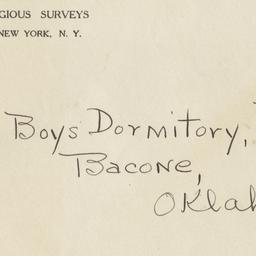 GIOUS SURVEYS
NEW YORK, N. Y.
Boys Dormitory,
Bacone,
Oklah